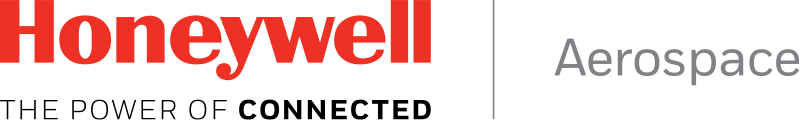 Honeywell
THE POWER OF CONNECTED
Aerospace